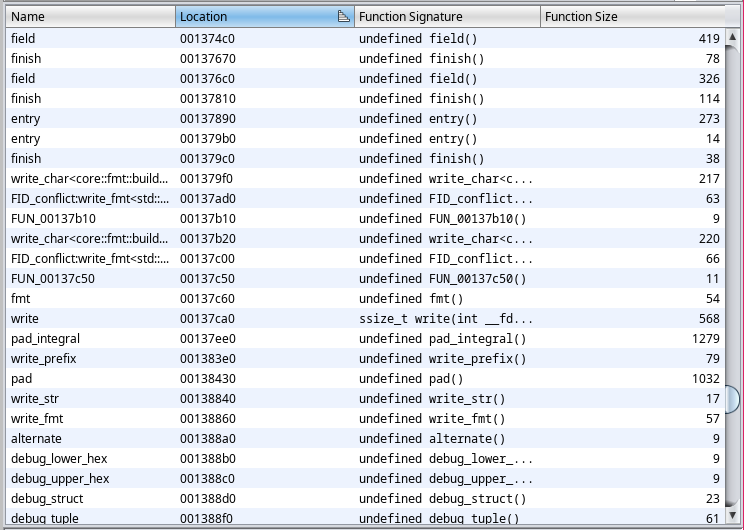 Name Location Function Signature Function Size
field 001374c0 undefined field() 419
finish 00137670 undefined finish() 78
field 001376c0 undefined field() 326
finish 00137810 undefined finish() 114
entry 00137890 undefined entry() 273
entry 001379b0 undefined entry() 14
finish 001379c0 undefined finish() 38
write_char<core::fmt::build... 001379f0 undefined write_char<c... 217
FID_conflict:write_fmt<std::... 00137ad0 undefined FID_conflict... 63
FUN_00137b10 00137b10 undefined FUN_00137b10() 9
write_char<core::fmt::build... 00137b20 undefined write_char<c... 220
FID_conflict:write_fmt<std::... 00137c00 undefined FID_conflict... 66
FUN_00137c50 00137c50 undefined FUN_00137c50() 11
fmt 00137c60 undefined fmt() 54
write 00137ca0 ssize_t write(int __fd... 568
pad_integral 00137ee0 undefined pad_integral() 1279
write_prefix 001383e0 undefined write_prefix() 79
pad 00138430 undefined pad() 1032
write_str 00138840 undefined write_str() 17
write_fmt 00138860 undefined write_fmt() 57
alternate 001388a0 undefined alternate() 9
debug_lower_hex 001388b0 undefined debug_lower_... 9
debug_upper_hex 001388c0 undefined debug_upper_... 9
debug_struct 001388d0 undefined debug_struct() 23
debug_tuple 001388f0 undefined debug_tuple() 61